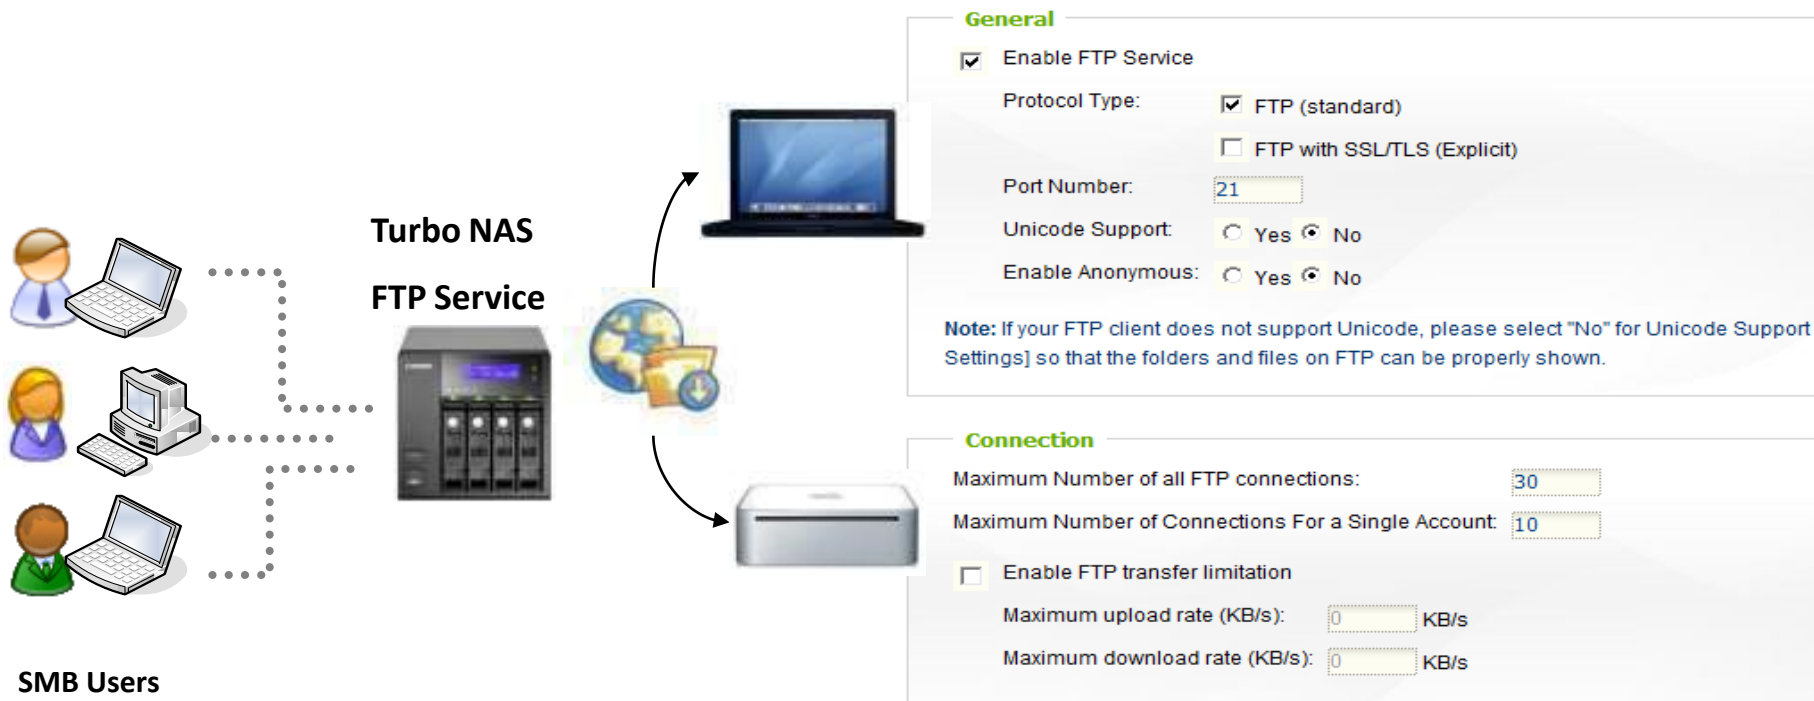 Turbo NAS
FTP Service
SMB Users
General
Enable FTP Service
Protocol Type:
FTP (standard)
FTP with SSL/TLS (Explicit)
Port Number: 21
Unicode Support: Yes No
Enable Anonymous: Yes No
Note: If your FTP client does not support Unicode, please select "No" for Unicode Support
Settings] so that the folders and files on FTP can be properly shown.
Connection
Maximum Number of all FTP connections: 30
Maximum Number of Connections For a Single Account: 10
Enable FTP transfer limitation
Maximum upload rate (KB/s): 0 KB/s
Maximum download rate (KB/s): 0 KB/s